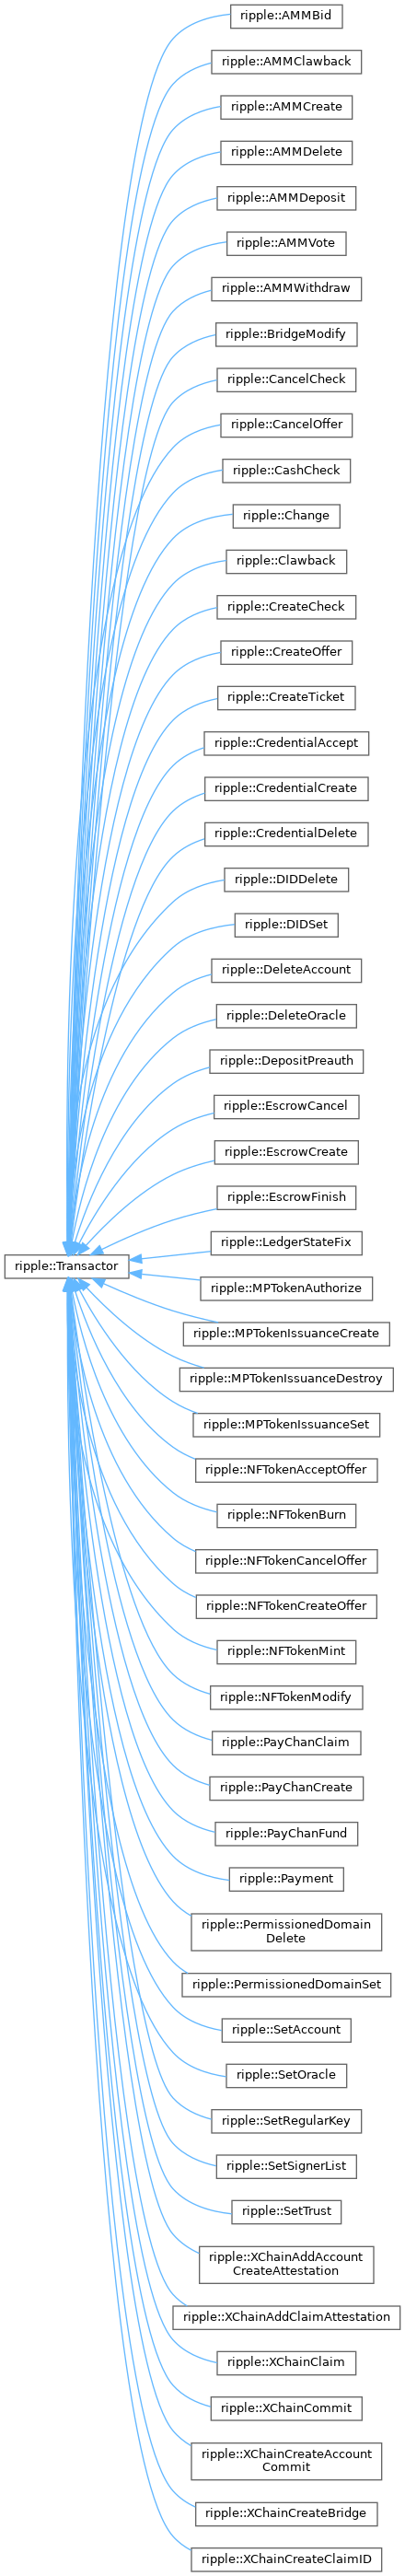 ripple::AMMBid
ripple::AMMClawback
ripple::AMMCreate
ripple::AMMDelete
ripple::AMMDeposit
ripple::AMMVote
ripple::AMMWithdraw
ripple::BridgeModify
ripple::CancelCheck
ripple::CancelOffer
ripple::CashCheck
ripple::Change
ripple::Clawback
ripple::CreateCheck
ripple::CreateOffer
ripple::CreateTicket
ripple::CredentialAccept
ripple::CredentialCreate
ripple::CredentialDelete
ripple::DIDDelete
ripple::DIDSet
ripple::DeleteAccount
ripple::DeleteOracle
ripple::DepositPreauth
ripple::EscrowCancel
ripple::EscrowCreate
ripple::EscrowFinish
ripple::LedgerStateFix
ripple::Transactor
ripple::MPTokenAuthorize
ripple::MPTokenIssuanceCreate
ripple::MPTokenIssuanceDestroy
ripple::MPTokenIssuanceSet
ripple::NFTokenAcceptOffer
ripple::NFTokenBurn
ripple::NFTokenCancelOffer
ripple::NFTokenCreateOffer
ripple::NFTokenMint
ripple::NFTokenModify
ripple::PayChanClaim
ripple::PayChanCreate
ripple::PayChanFund
ripple::Payment
ripple::PermissionedDomain
Delete
ripple::PermissionedDomainSet
ripple::SetAccount
ripple::SetOracle
ripple::SetRegularKey
ripple::SetSignerList
ripple::SetTrust
ripple::XChainAddAccount
CreateAttestation
ripple::XChainAddClaimAttestation
ripple::XChainClaim
ripple::XChainCommit
ripple::XChainCreateAccount
Commit
ripple::XChainCreateBridge
ripple::XChainCreateClaimID